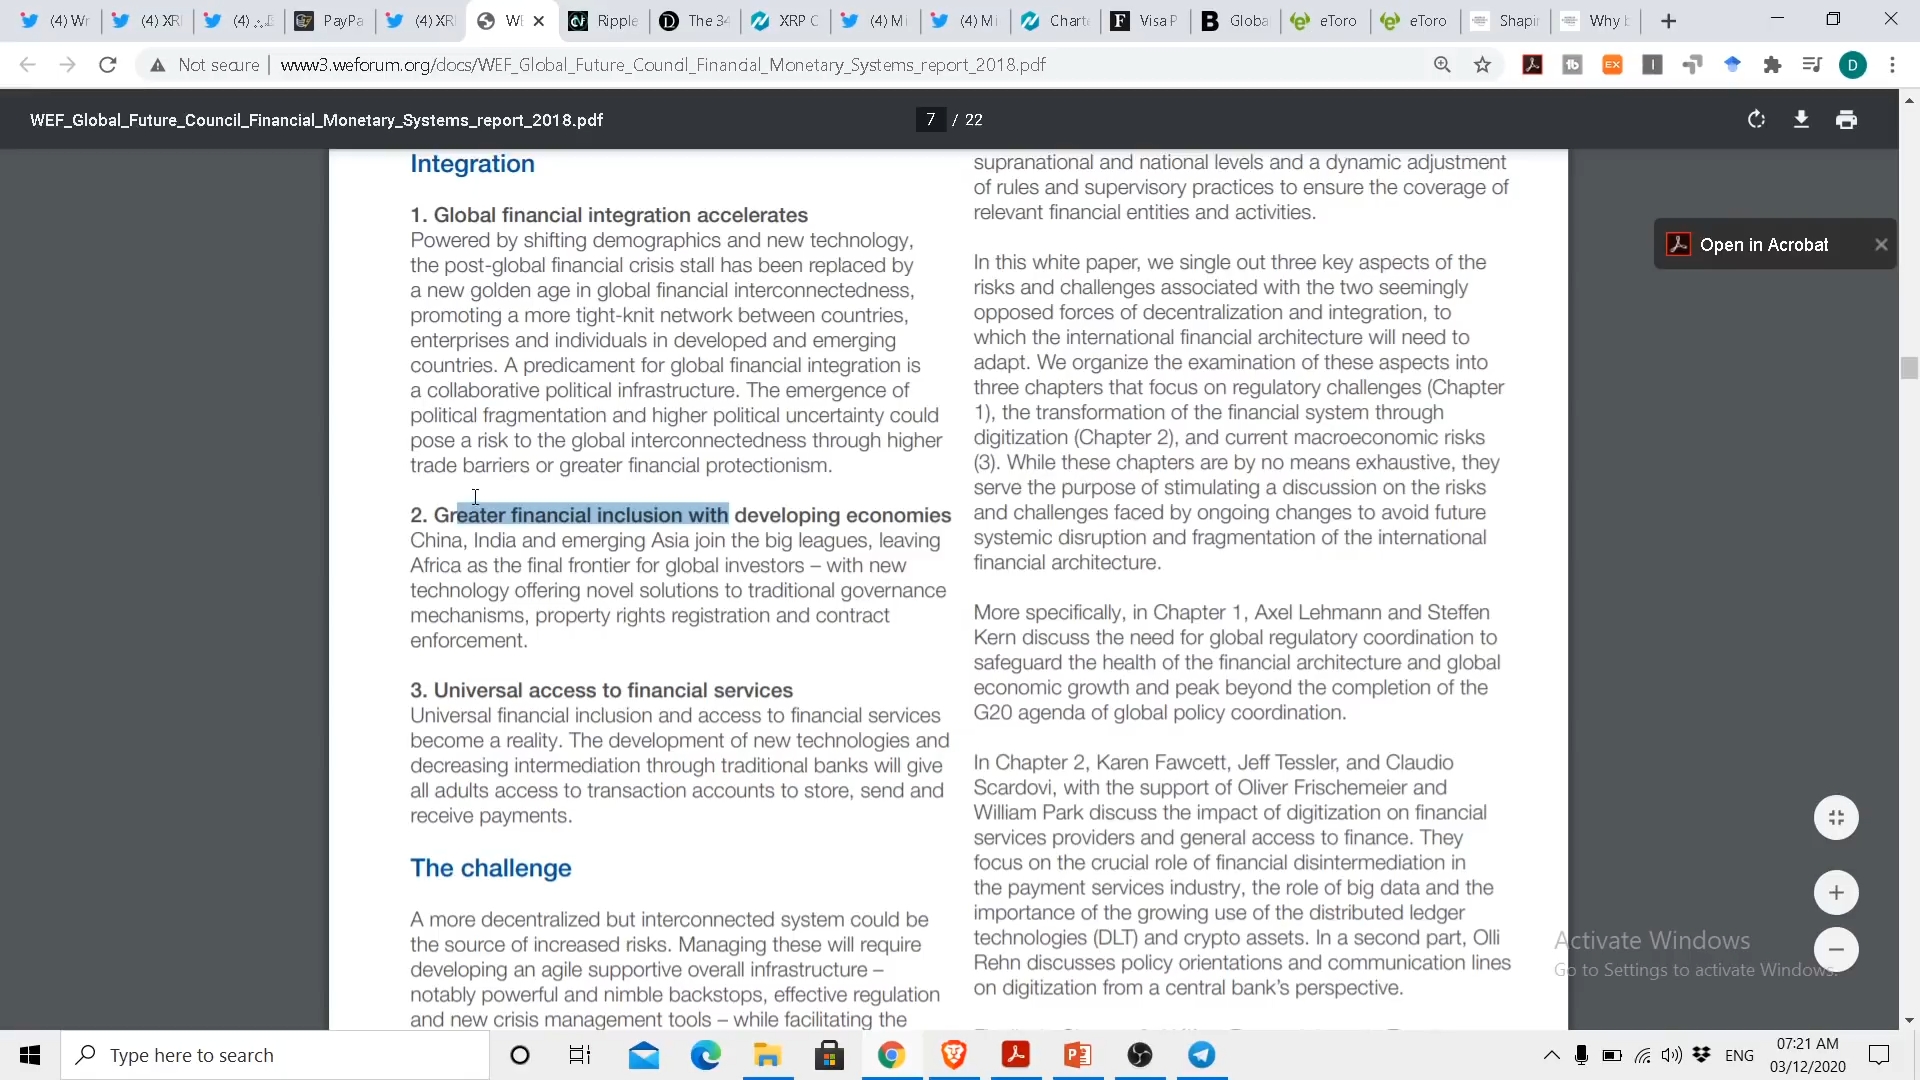 (4) Wr
(4) XRI
(4) ..
PayPa
(4) XRI
WE
Ripple
The 34
XRP C
(4) Mi
(4) Mi
Charte
Visa P
Globa
eToro
eToro
Shapir
Why b
Not secure
www3.weforum.org/docs/WEF_Global_Future_Council_Financial_Monetary_Systems_report_2018.pdf
EX
D
WEF_Global_Future_Council_Financial_Monetary_Systems_report_2018.pdf
7 / 22
Open in Acrobat
Integration
1. Global financial integration accelerates
Powered by shifting demographics and new technology,
the post-global financial crisis stall has been replaced by
a new golden age in global financial interconnectedness,
promoting a more tight-knit network between countries,
enterprises and individuals in developed and emerging
countries. A predicament for global financial integration is
a collaborative political infrastructure. The emergence of
political fragmentation and higher political uncertainty could
pose a risk to the global interconnectedness through higher
trade barriers or greater financial protectionism.
2. Greater financial inclusion with developing economies
China, India and emerging Asia join the big leagues, leaving
Africa as the final frontier for global investors – with new
technology offering novel solutions to traditional governance
mechanisms, property rights registration and contract
enforcement.
3. Universal access to financial services
Universal financial inclusion and access to financial services
become a reality. The development of new technologies and
decreasing intermediation through traditional banks will give
all adults access to transaction accounts to store, send and
receive payments.
The challenge
A more decentralized but interconnected system could be
the source of increased risks. Managing these will require
developing an agile supportive overall infrastructure –
notably powerful and nimble backstops, effective regulation
and new crisis management tools – while facilitating the
supranational and national levels and a dynamic adjustment
of rules and supervisory practices to ensure the coverage of
relevant financial entities and activities.
In this white paper, we single out three key aspects of the
risks and challenges associated with the two seemingly
opposed forces of decentralization and integration, to
which the international financial architecture will need to
adapt. We organize the examination of these aspects into
three chapters that focus on regulatory challenges (Chapter
1), the transformation of the financial system through
digitization (Chapter 2), and current macroeconomic risks
(3). While these chapters are by no means exhaustive, they
serve the purpose of stimulating a discussion on the risks
and challenges faced by ongoing changes to avoid future
systemic disruption and fragmentation of the international
financial architecture.
More specifically, in Chapter 1, Axel Lehmann and Steffen
Kern discuss the need for global regulatory coordination to
safeguard the health of the financial architecture and global
economic growth and peak beyond the completion of the
G20 agenda of global policy coordination.
In Chapter 2, Karen Fawcett, Jeff Tessler, and Claudio
Scardovi, with the support of Oliver Frischemeier and
William Park discuss the impact of digitization on financial
services providers and general access to finance. They
focus on the crucial role of financial disintermediation in
the payment services industry, the role of big data and the
importance of the growing use of the distributed ledger
technologies (DLT) and crypto assets. In a second part, Olli
Rehn discusses policy orientations and communication lines
on digitization from a central bank's perspective.
Activate Windows
Go to Settings to activate Windows.
Type here to search
ENG
07:21 AM
03/12/2020